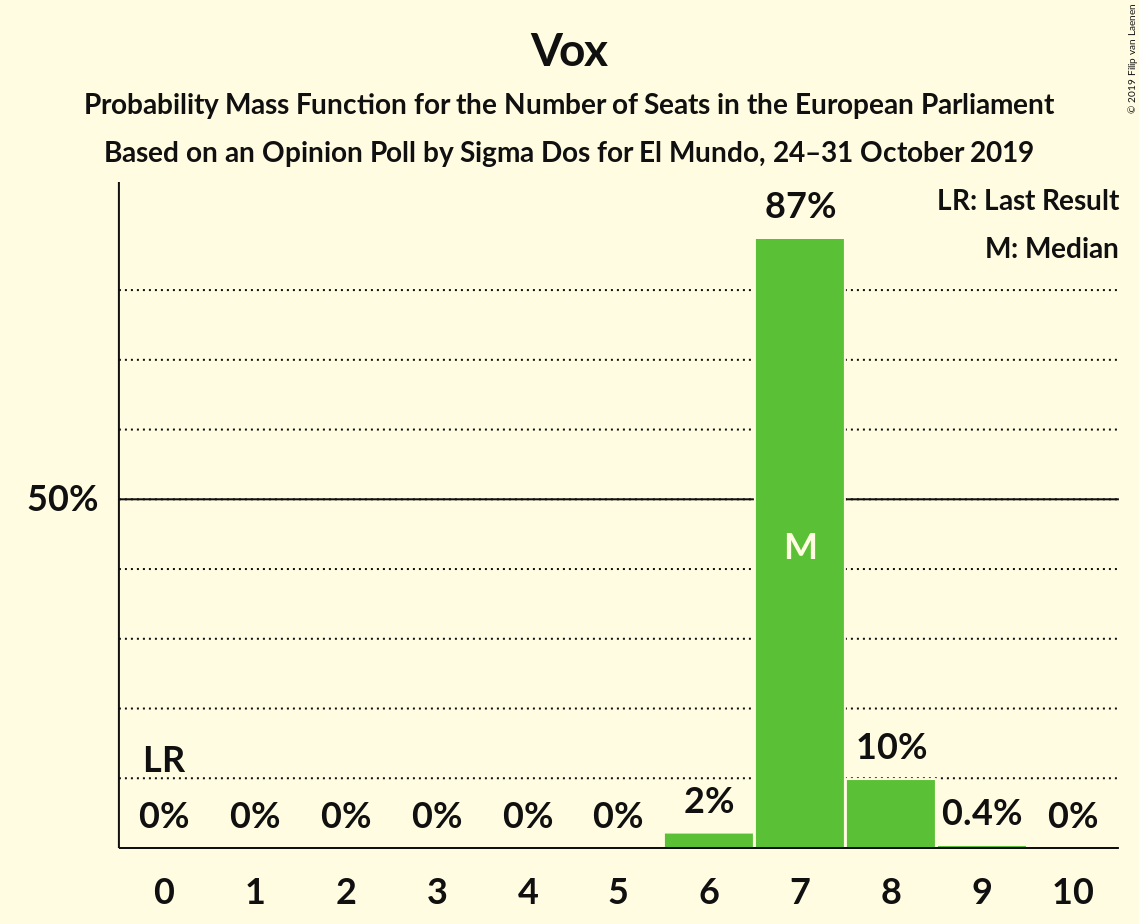 Vox
Probability Mass Function for the Number of Seats in the European Parliament
Based on an Opinion Poll by Sigma Dos for El Mundo, 24–31 October 2019
© 2019 Filip van Laenen
LR: Last Result
M: Median
87%
50%
M
LR
10%
0% 0% 0% 0% 0% 0% 2% 0.4% 0%
0 1 2 3 4 5 6 7 8 9 10